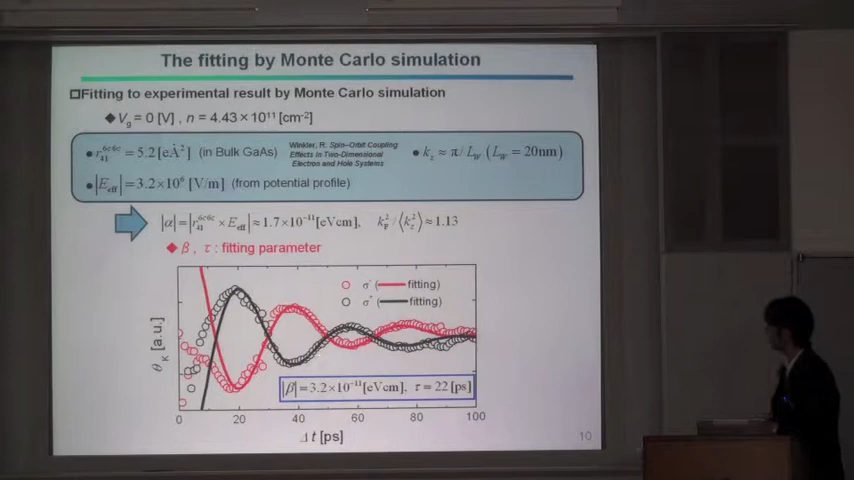 The fitting by Monte Carlo simulation
❑Fitting to experimental result by Monte Carlo simulation
◆Vg = 0 [V] , n = 4.43×10¹¹ [cm⁻²]
●r₄₁⁶ᶜ⁶ᶜ = 5.2 [eÅ²] (in Bulk GaAs)
Winkler, R. Spin–Orbit Coupling
Effects in Two-Dimensional
Electron and Hole Systems
●k_z ≈ π/L_W (L_W = 20nm)
●|E_eff| = 3.2×10⁶ [V/m] (from potential profile)
|α| = |r₄₁⁶ᶜ⁶ᶜ × E_eff| ≈ 1.7×10⁻¹¹[eVcm], k_F²/⟨k_z²⟩ ≈ 1.13
◆ β , τ : fitting parameter
σ⁻ (—fitting)
σ⁺ (—fitting)
θ_K [a.u.]
|β| = 3.2×10⁻¹¹[eVcm], τ = 22 [ps]
0 20 40 60 80 100
Δt [ps]
10